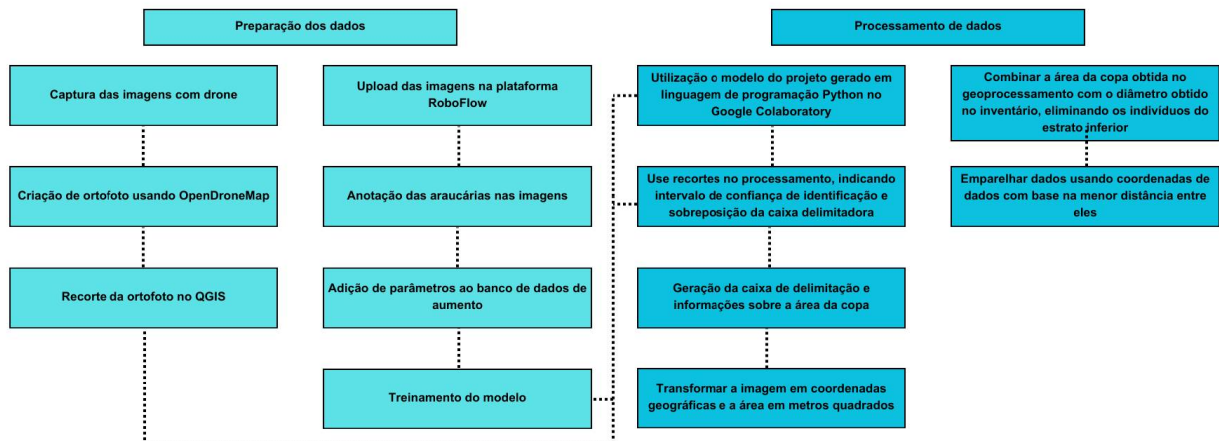 Preparação dos dados
Captura das imagens com drone
Criação de ortofoto usando OpenDroneMap
Recorte da ortofoto no QGIS
Upload das imagens na plataforma
RoboFlow
Anotação das araucárias nas imagens
Adição de parâmetros ao banco de dados de
aumento
Treinamento do modelo
Processamento de dados
Utilização o modelo do projeto gerado em
linguagem de programação Python no
Google Colaboratory
Use recortes no processamento, indicando
intervalo de confiança de identificação e
sobreposição da caixa delimitadora
Geração da caixa de delimitação e
informações sobre a área da copa
Transformar a imagem em coordenadas
geográficas e a área em metros quadrados
Combinar a área da copa obtida no
geoprocessamento com o diâmetro obtido
no inventário, eliminando os indivíduos do
estrato inferior
Emparelhar dados usando coordenadas de
dados com base na menor distância entre
eles